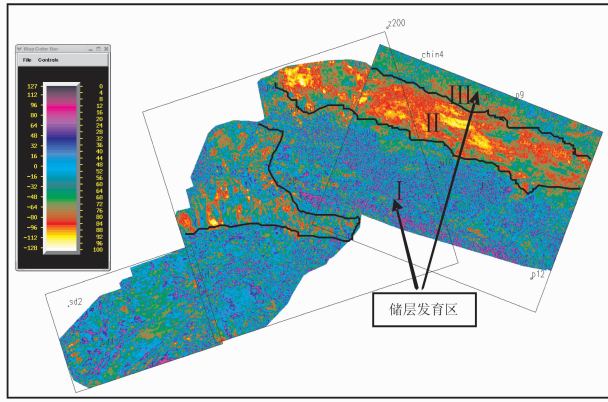 z200
chin4
p9
Map Color Bar
File Controls
127 0
112 4
96 8
80 12
64 16
48 20
32 24
16 28
0 32
-16 36
-32 40
-48 44
-64 48
-80 52
-96 56
-112 60
-128 64
68
72
76
80
84
88
92
96
100
III
II
I
p12
sd2
储层发育区